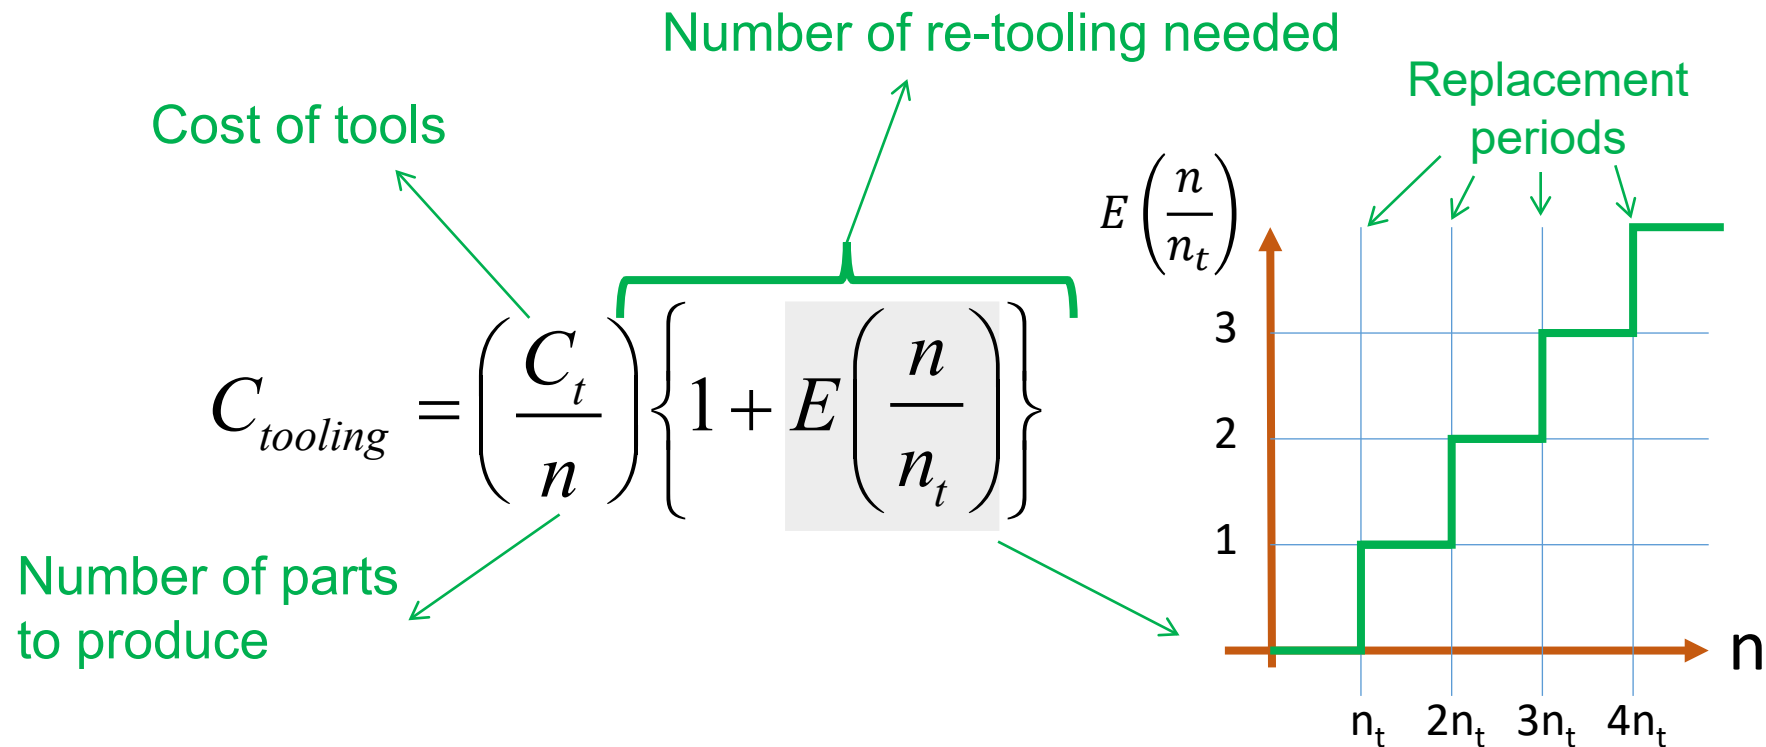 Number of re-tooling needed
Cost of tools
Replacement
periods
E(n/n_t)
C_tooling = (C_t/n){1 + E(n/n_t)}
Number of parts
to produce
3
2
1
n
n_t 2n_t 3n_t 4n_t